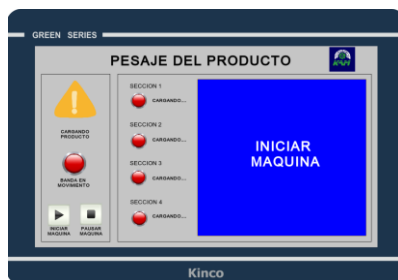 GREEN SERIES
PESAJE DEL PRODUCTO
CARGANDO
PRODUCTO
BANDA EN
MOVIMIENTO
INICIAR
MAQUINA
PAUSAR
MAQUINA
SECCION 1
CARGANDO...
SECCION 2
CARGANDO...
SECCION 3
CARGANDO...
SECCION 4
CARGANDO...
INICIAR
MAQUINA
Kinco